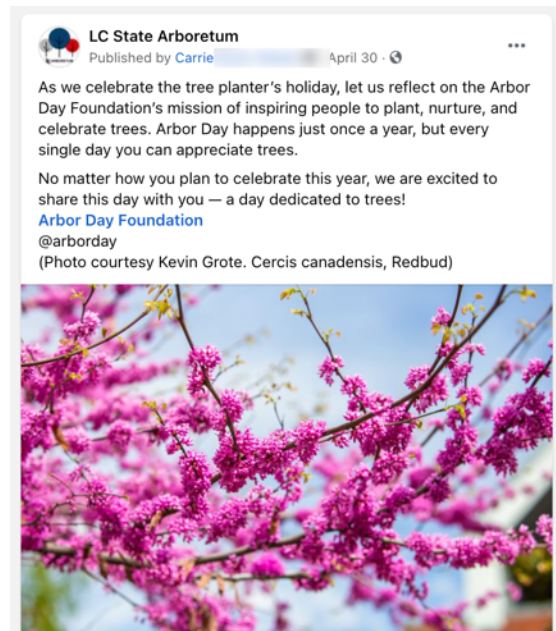 LC State Arboretum
Published by Carrie April 30 ·
As we celebrate the tree planter's holiday, let us reflect on the Arbor
Day Foundation's mission of inspiring people to plant, nurture, and
celebrate trees. Arbor Day happens just once a year, but every
single day you can appreciate trees.
No matter how you plan to celebrate this year, we are excited to
share this day with you — a day dedicated to trees!
Arbor Day Foundation
@arborday
(Photo courtesy Kevin Grote. Cercis canadensis, Redbud)